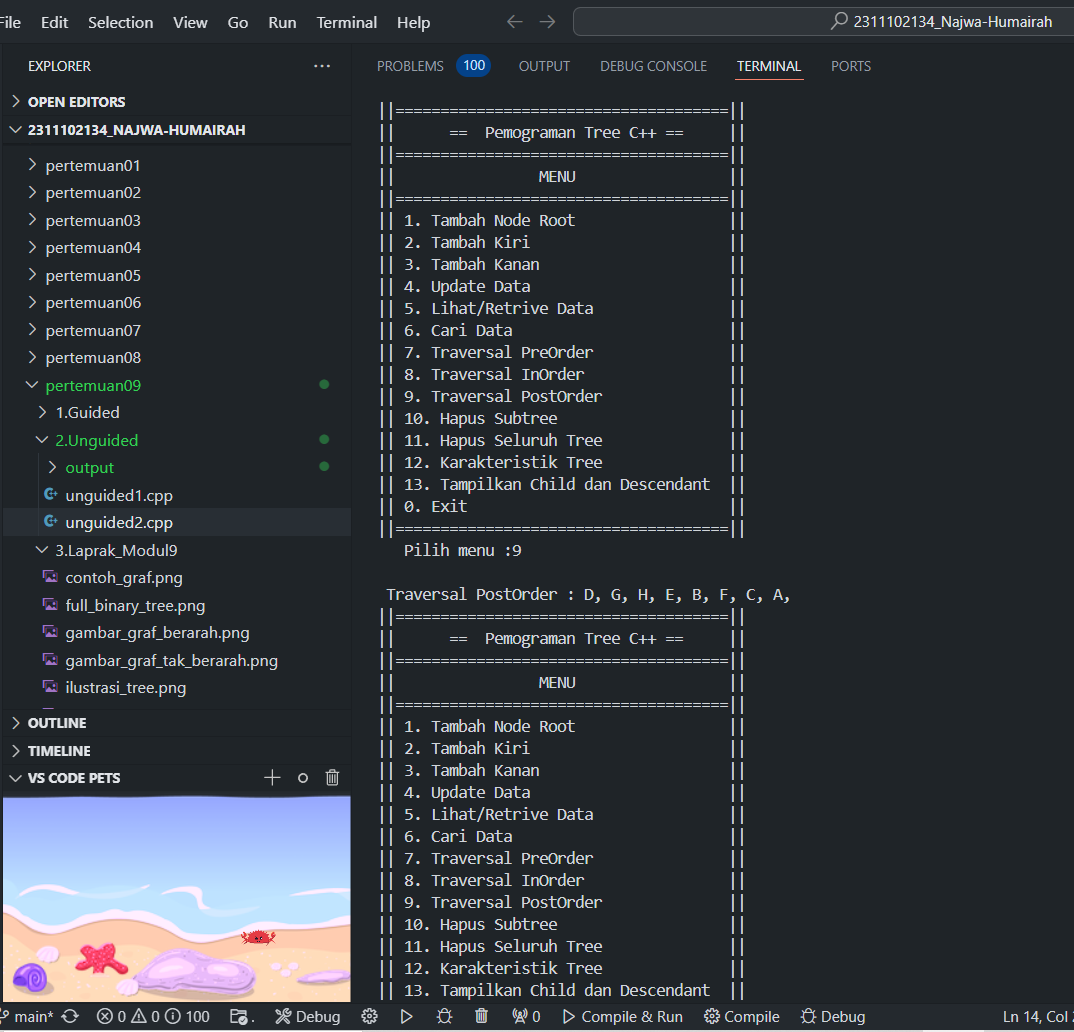 File Edit Selection View Go Run Terminal Help
2311102134_Najwa-Humairah
EXPLORER
OPEN EDITORS
2311102134_NAJWA-HUMAIRAH
pertemuan01
pertemuan02
pertemuan03
pertemuan04
pertemuan05
pertemuan06
pertemuan07
pertemuan08
pertemuan09
1.Guided
2.Unguided
output
unguided1.cpp
unguided2.cpp
3.Laprak_Modul9
contoh_graf.png
full_binary_tree.png
gambar_graf_berarah.png
gambar_graf_tak_berarah.png
ilustrasi_tree.png
OUTLINE
TIMELINE
VS CODE PETS
PROBLEMS 100 OUTPUT DEBUG CONSOLE TERMINAL PORTS
||=====================================||
|| == Pemograman Tree C++ == ||
||=====================================||
|| MENU ||
||=====================================||
|| 1. Tambah Node Root ||
|| 2. Tambah Kiri ||
|| 3. Tambah Kanan ||
|| 4. Update Data ||
|| 5. Lihat/Retrive Data ||
|| 6. Cari Data ||
|| 7. Traversal PreOrder ||
|| 8. Traversal InOrder ||
|| 9. Traversal PostOrder ||
|| 10. Hapus Subtree ||
|| 11. Hapus Seluruh Tree ||
|| 12. Karakteristik Tree ||
|| 13. Tampilkan Child dan Descendant ||
|| 0. Exit ||
||=====================================||
Pilih menu :9
Traversal PostOrder : D, G, H, E, B, F, C, A,
||=====================================||
|| == Pemograman Tree C++ == ||
||=====================================||
|| MENU ||
||=====================================||
|| 1. Tambah Node Root ||
|| 2. Tambah Kiri ||
|| 3. Tambah Kanan ||
|| 4. Update Data ||
|| 5. Lihat/Retrive Data ||
|| 6. Cari Data ||
|| 7. Traversal PreOrder ||
|| 8. Traversal InOrder ||
|| 9. Traversal PostOrder ||
|| 10. Hapus Subtree ||
|| 11. Hapus Seluruh Tree ||
|| 12. Karakteristik Tree ||
|| 13. Tampilkan Child dan Descendant ||
main* 0 0 100 . Debug 0 Compile & Run Compile Debug Ln 14, Col